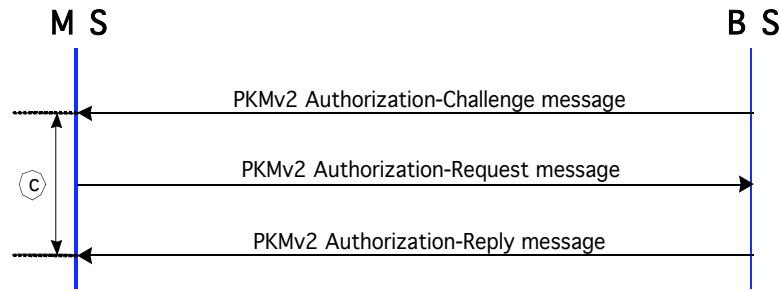 M S B S
PKMv2 Authorization-Challenge message
PKMv2 Authorization-Request message
c
PKMv2 Authorization-Reply message